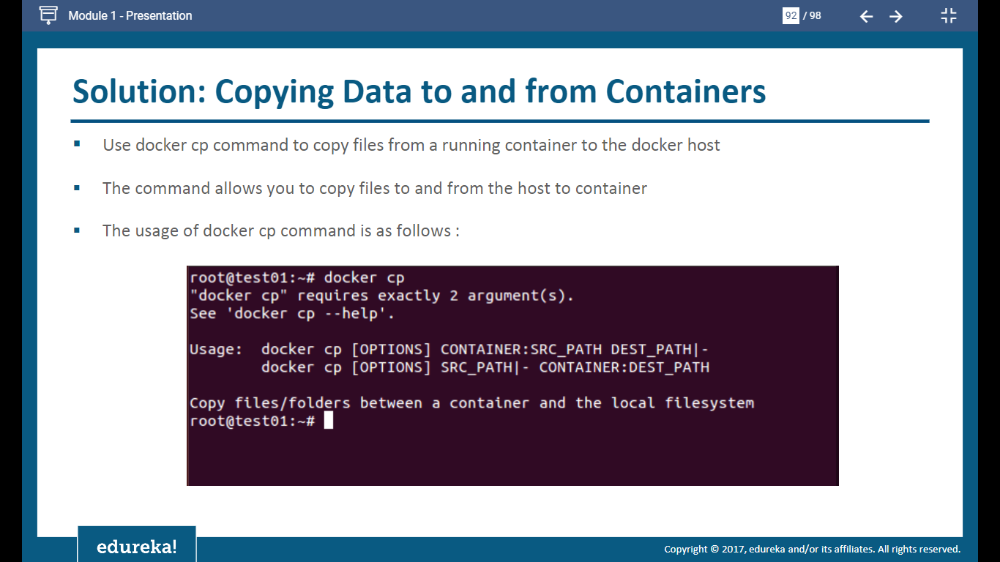 Module 1 - Presentation
92 / 98
Solution: Copying Data to and from Containers
▪ Use docker cp command to copy files from a running container to the docker host
▪ The command allows you to copy files to and from the host to container
▪ The usage of docker cp command is as follows :
root@test01:~# docker cp
"docker cp" requires exactly 2 argument(s).
See 'docker cp --help'.
Usage:  docker cp [OPTIONS] CONTAINER:SRC_PATH DEST_PATH|-
        docker cp [OPTIONS] SRC_PATH|- CONTAINER:DEST_PATH
Copy files/folders between a container and the local filesystem
root@test01:~#
edureka!
Copyright © 2017, edureka and/or its affiliates. All rights reserved.